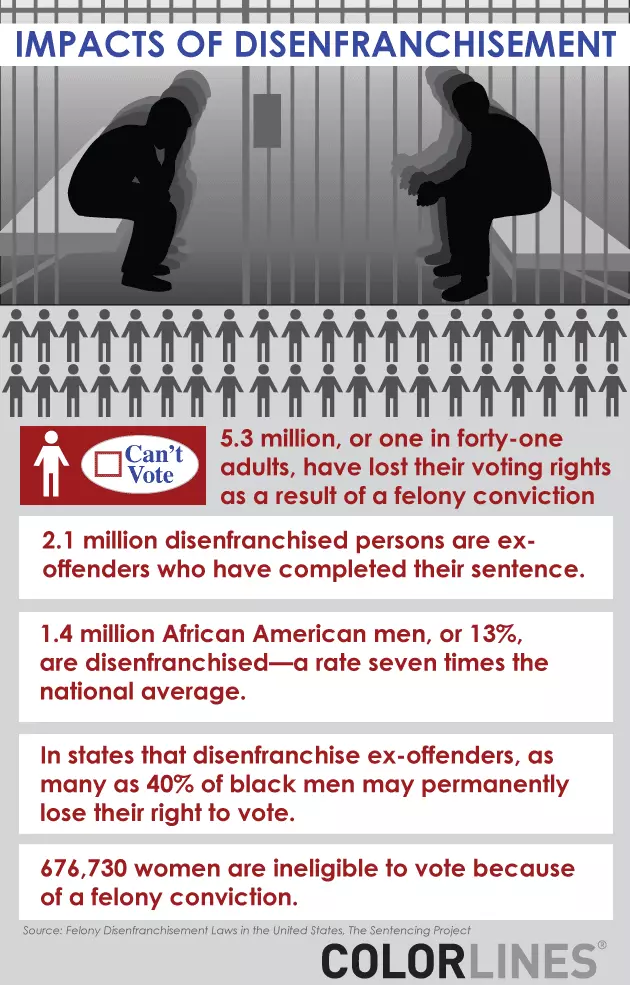 IMPACTS OF DISENFRANCHISEMENT
Can't
Vote
5.3 million, or one in forty-one
adults, have lost their voting rights
as a result of a felony conviction
2.1 million disenfranchised persons are ex-
offenders who have completed their sentence.
1.4 million African American men, or 13%,
are disenfranchised—a rate seven times the
national average.
In states that disenfranchise ex-offenders, as
many as 40% of black men may permanently
lose their right to vote.
676,730 women are ineligible to vote because
of a felony conviction.
Source: Felony Disenfranchisement Laws in the United States, The Sentencing Project
COLORLINES®